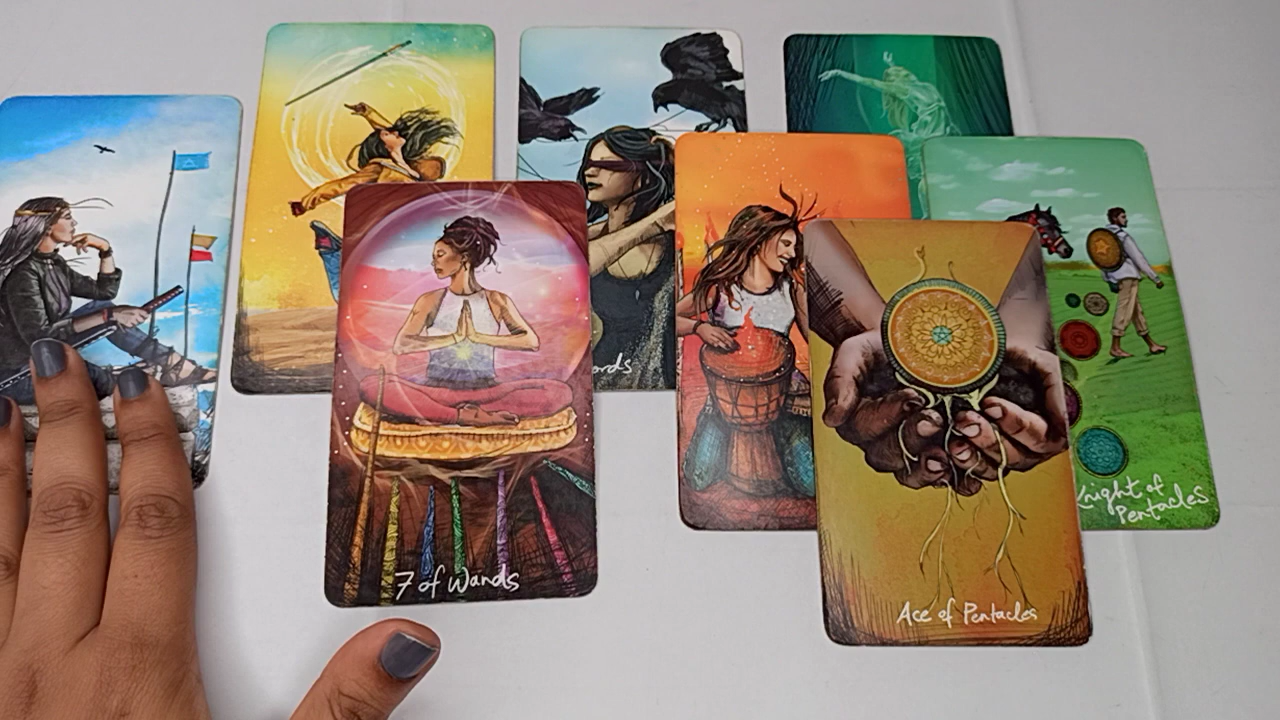 7 of Wands
Knight of
Pentacles
Ace of Pentacles